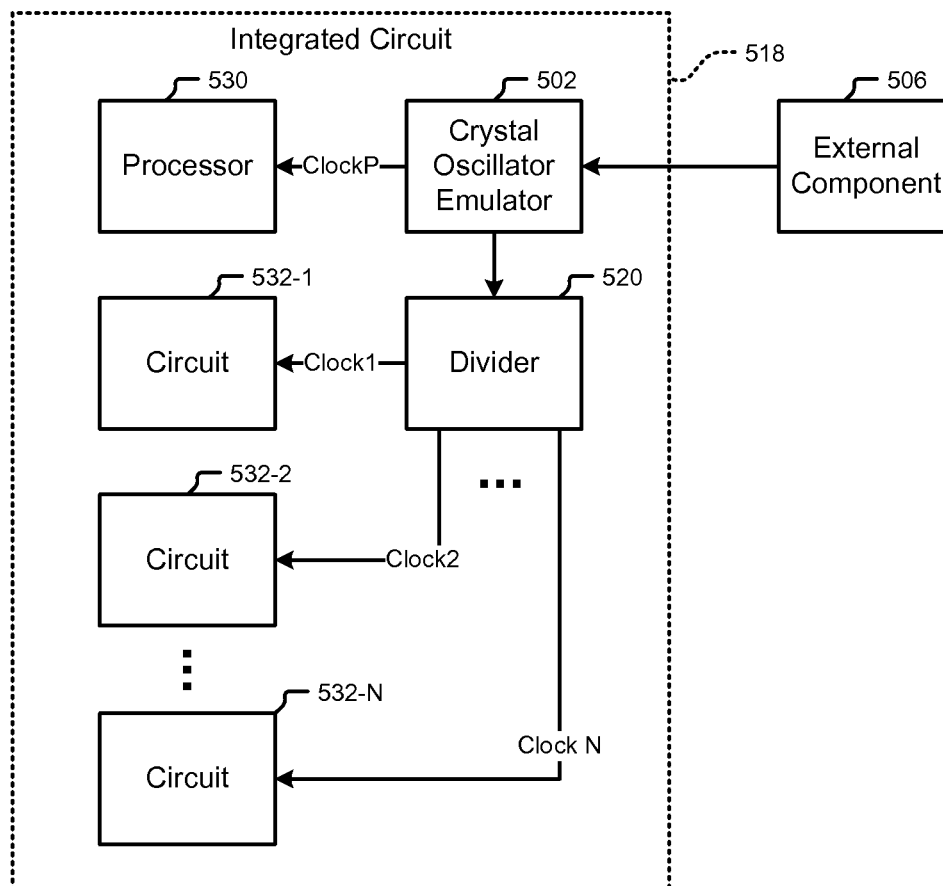 Integrated Circuit
518
530
502
506
Processor
ClockP
Crystal
Oscillator
Emulator
External
Component
532-1
520
Circuit
Clock1
Divider
532-2
Circuit
Clock2
532-N
Circuit
Clock N